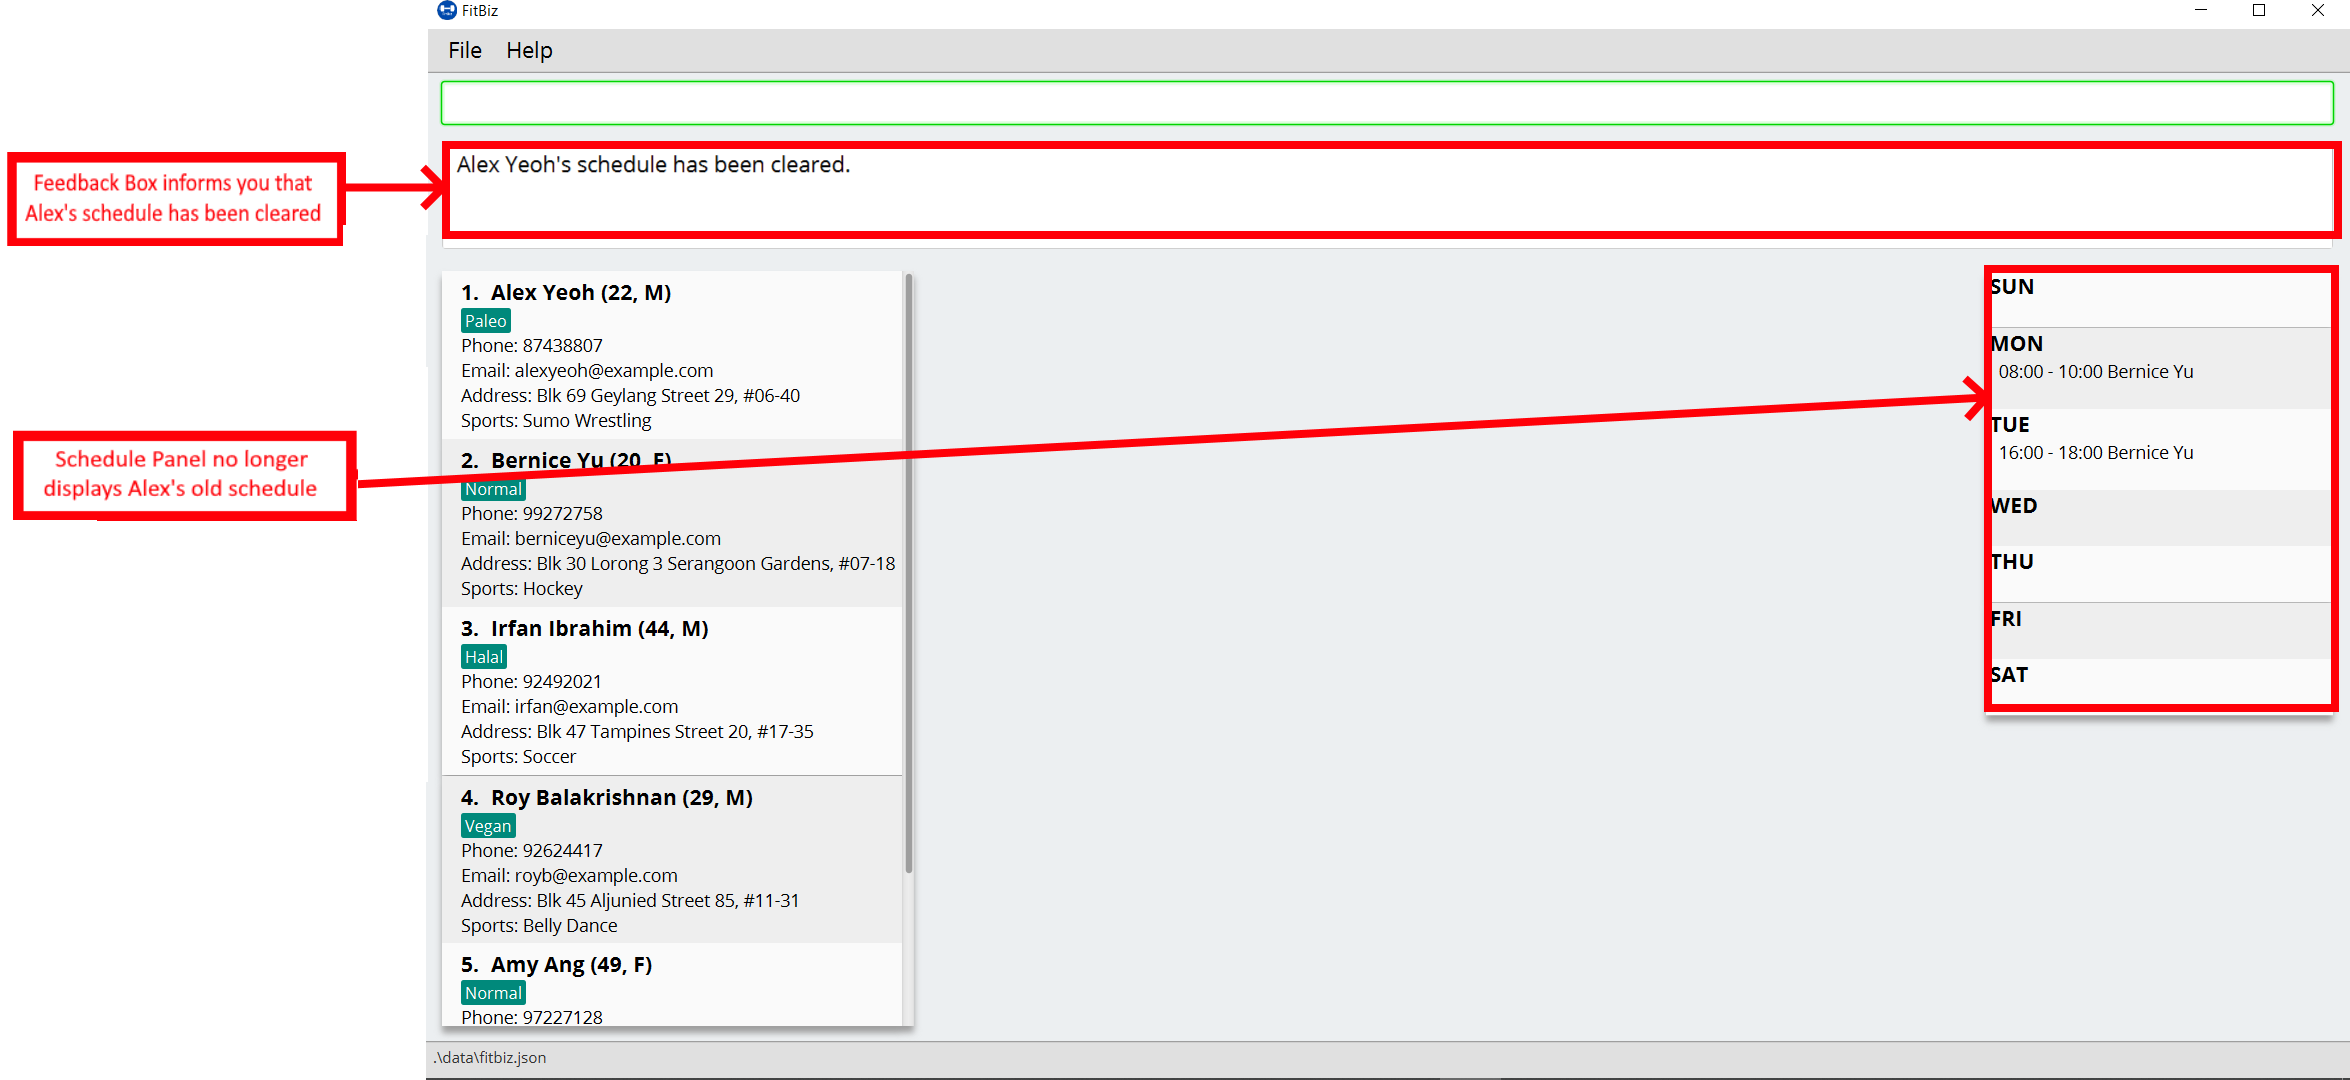 FitBiz
File Help
Feedback Box informs you that
Alex's schedule has been cleared
Alex Yeoh's schedule has been cleared.
Schedule Panel no longer
displays Alex's old schedule
1. Alex Yeoh (22, M)
Paleo
Phone: 87438807
Email: alexyeoh@example.com
Address: Blk 69 Geylang Street 29, #06-40
Sports: Sumo Wrestling
2. Bernice Yu (20, F)
Normal
Phone: 99272758
Email: berniceyu@example.com
Address: Blk 30 Lorong 3 Serangoon Gardens, #07-18
Sports: Hockey
3. Irfan Ibrahim (44, M)
Halal
Phone: 92492021
Email: irfan@example.com
Address: Blk 47 Tampines Street 20, #17-35
Sports: Soccer
4. Roy Balakrishnan (29, M)
Vegan
Phone: 92624417
Email: royb@example.com
Address: Blk 45 Aljunied Street 85, #11-31
Sports: Belly Dance
5. Amy Ang (49, F)
Normal
Phone: 97227128
SUN
MON
08:00 - 10:00 Bernice Yu
TUE
16:00 - 18:00 Bernice Yu
WED
THU
FRI
SAT
.\data\fitbiz.json